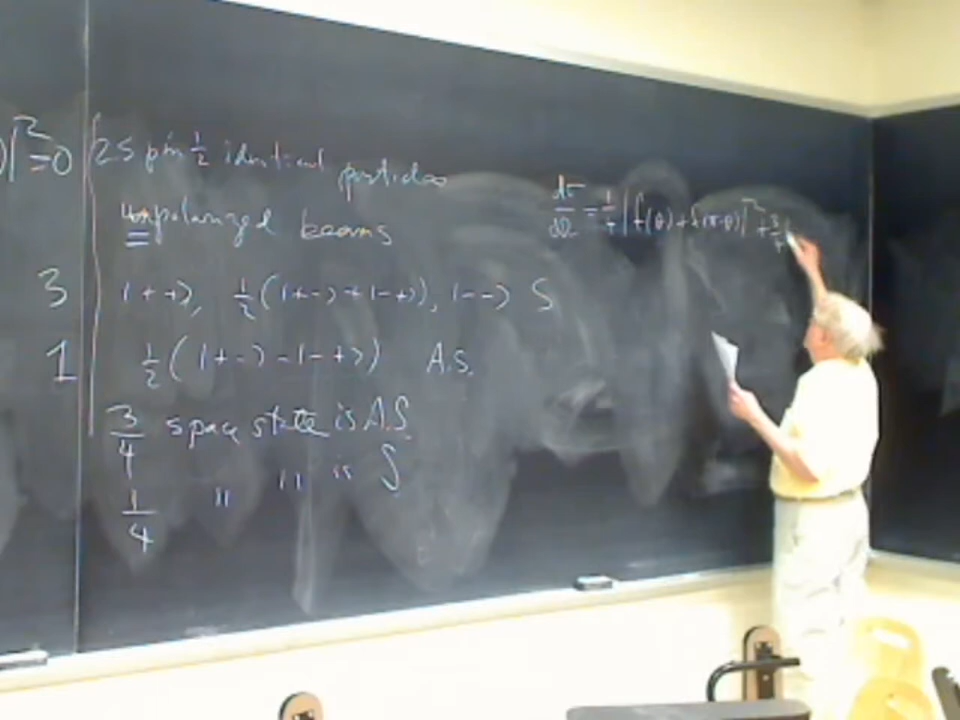 )|²=0
2 Spin 1/2 identical particles
unpolarized beams
3 |++>, 1/2(|+-> + |-+>), |--> S
1 1/2(|+-> - |-+>) A.S.
3/4 space state is A.S.
1/4 " " is S
dσ/dΩ = 1/4|f(θ)+f(π-θ)|² + 3/4|